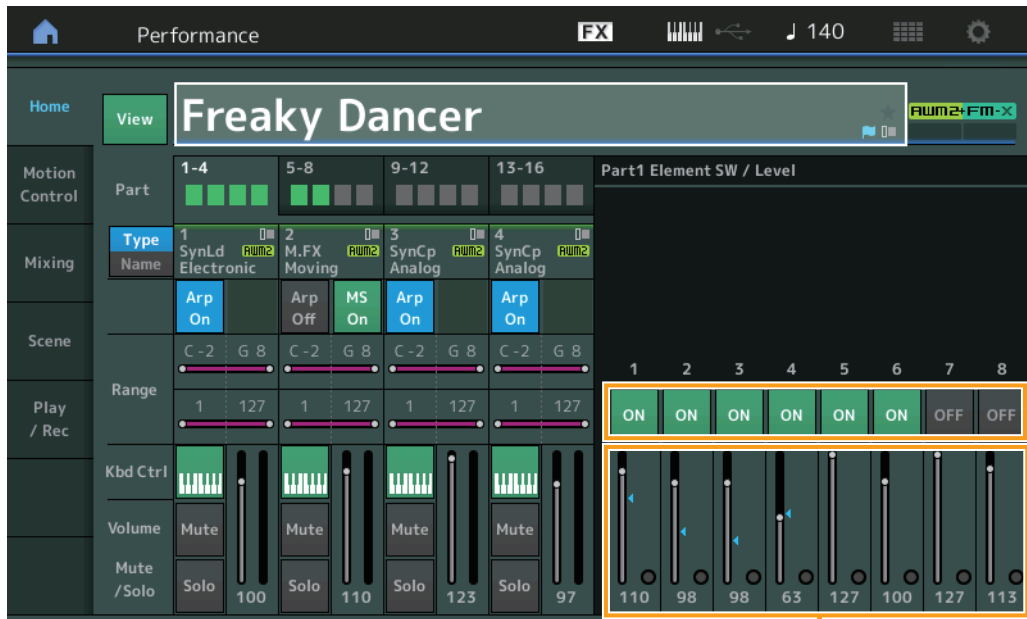 Performance
FX
140
Home
View
Freaky Dancer
AWM2+FM-X
Motion
Control
Part
1-4
5-8
9-12
13-16
Part1 Element SW / Level
Mixing
Type
Name
1
SynLd AWM2
Electronic
2
M.FX AWM2
Moving
3
SynCp AWM2
Analog
4
SynCp AWM2
Analog
Arp
On
Arp
Off
MS
On
Arp
On
Arp
On
Scene
Range
C -2 G 8 C -2 G 8 C -2 G 8 C -2 G 8
1 127 1 127 1 127 1 127
1 2 3 4 5 6 7 8
ON ON ON ON ON ON OFF OFF
Play
/ Rec
Kbd Ctrl
Volume
Mute Mute Mute Mute
Mute
/Solo
Solo 100 Solo 110 Solo 123 Solo 97
110 98 98 63 127 100 127 113